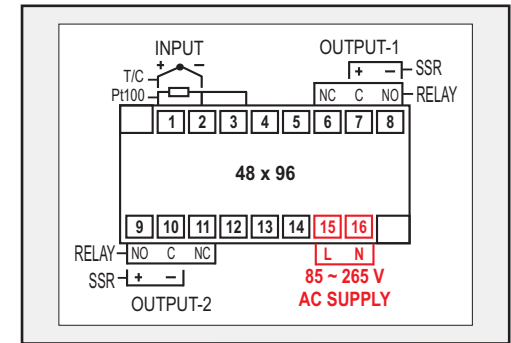 INPUT OUTPUT-1
+ − + − SSR
T/C
Pt100 NC C NO RELAY
1 2 3 4 5 6 7 8
48 x 96
9 10 11 12 13 14 15 16
RELAY NO C NC L N
SSR + − 85 ~ 265 V
OUTPUT-2 AC SUPPLY